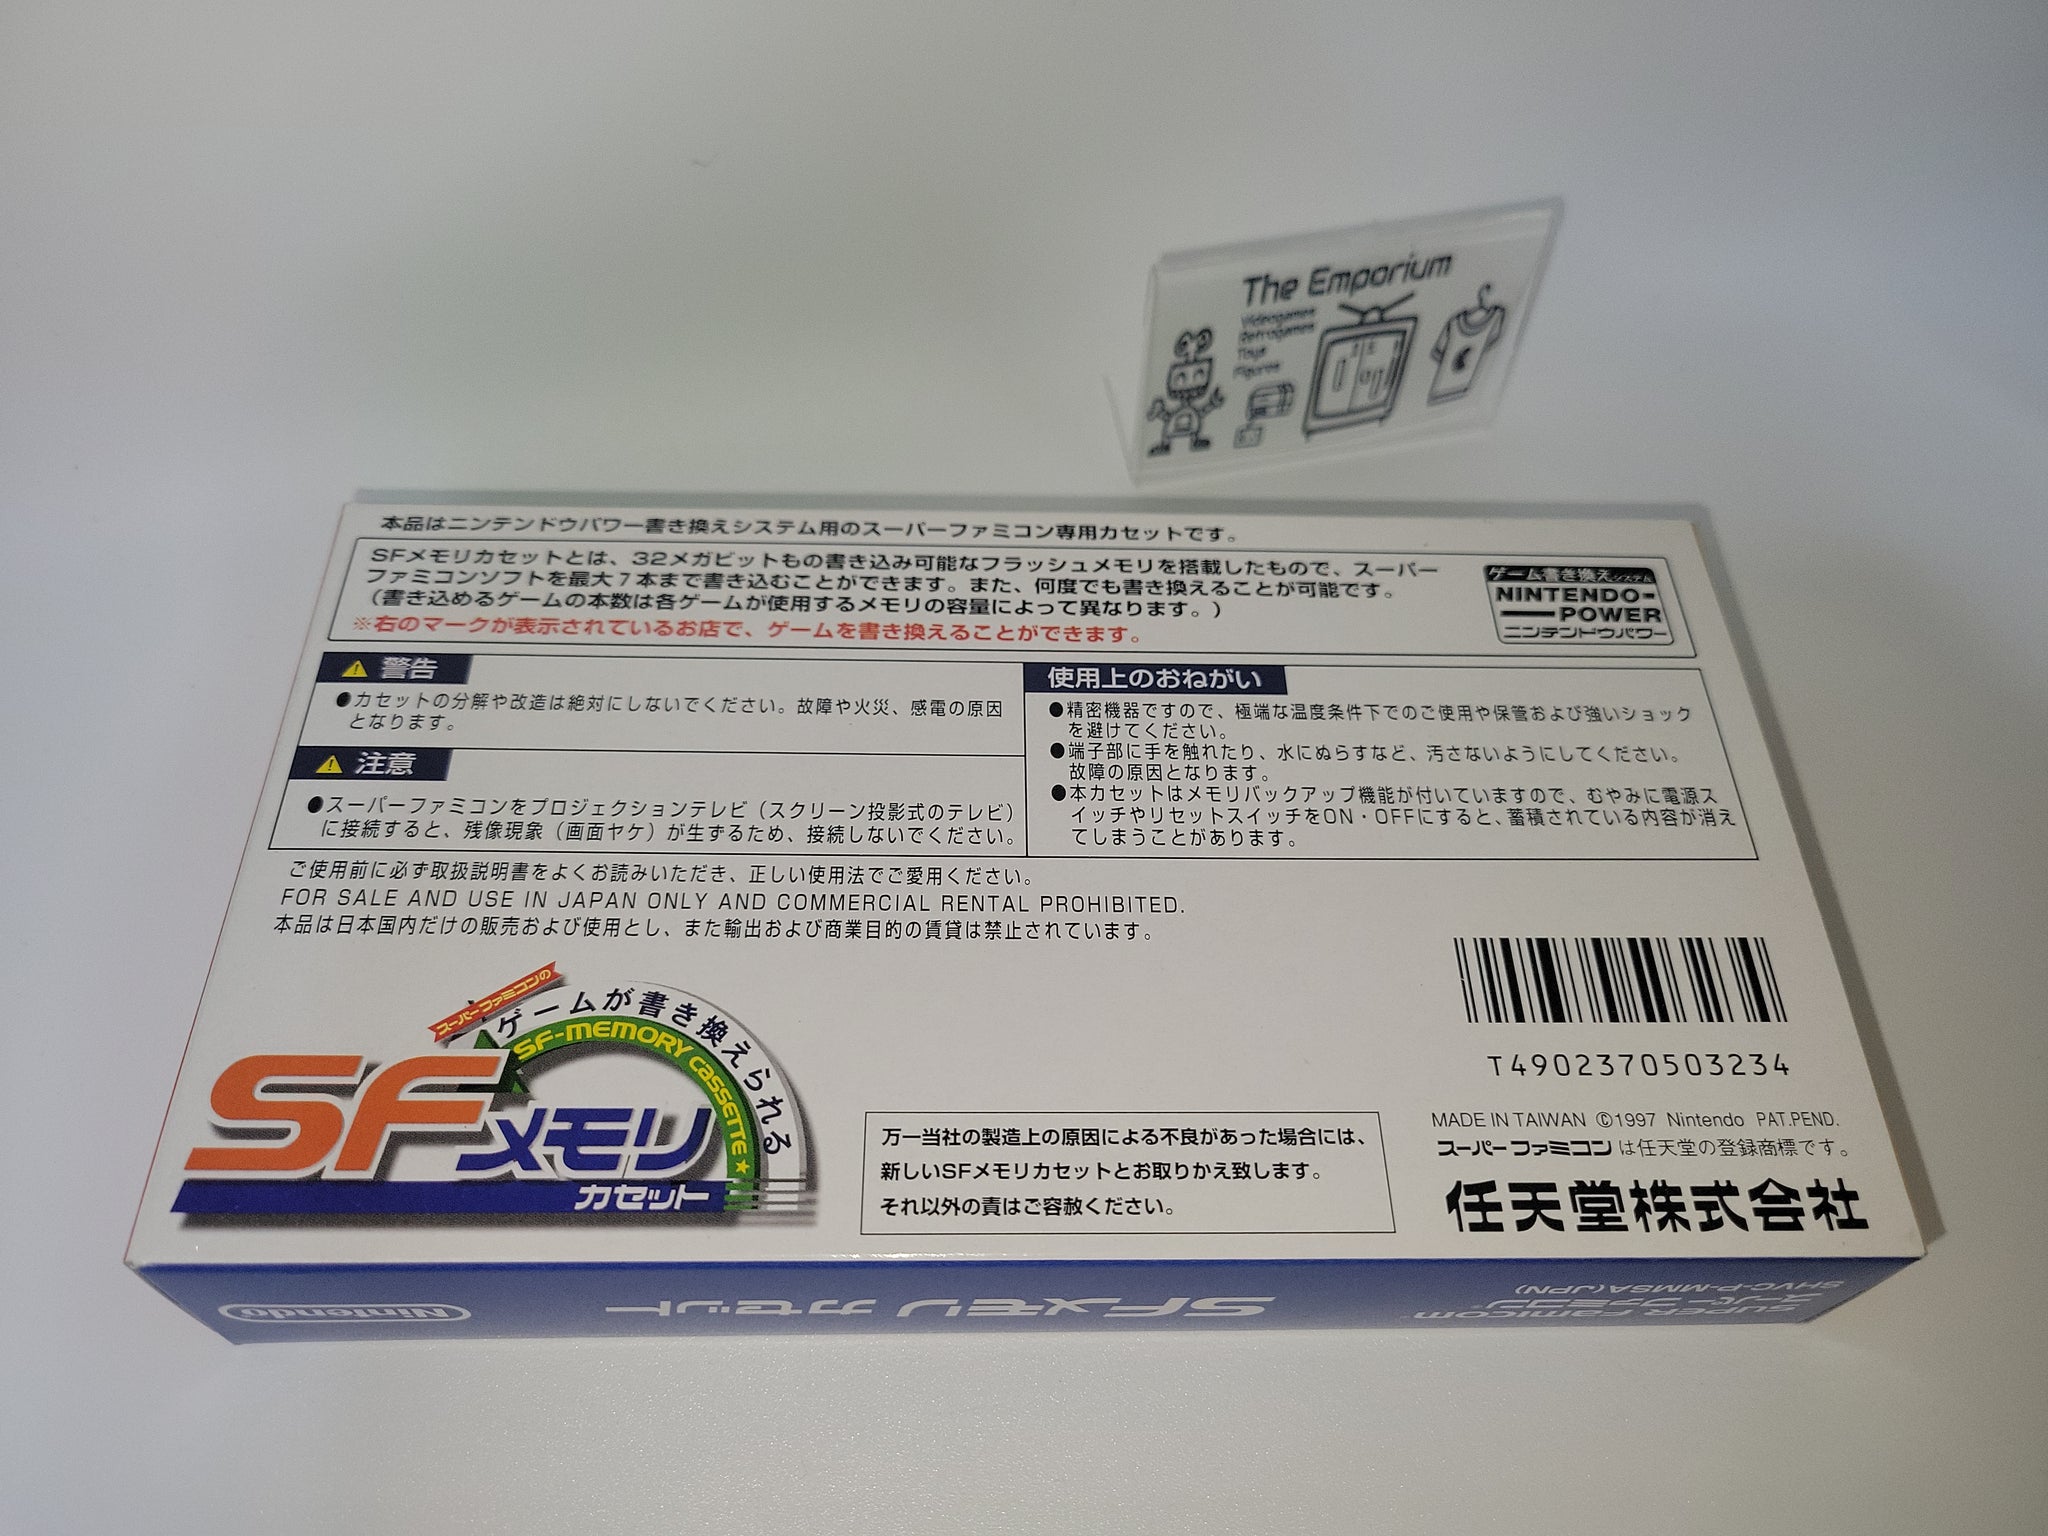 The Emporium
Videogames
Retrogames
Toys
Figures
本品はニンテンドウパワー書き換えシステム用のスーパーファミコン専用カセットです。
SFメモリカセットとは、32メガビットもの書き込み可能なフラッシュメモリを搭載したもので、スーパー
ファミコンソフトを最大7本まで書き込むことができます。また、何度でも書き換えることが可能です。
(書き込めるゲームの本数は各ゲームが使用するメモリの容量によって異なります。)
※右のマークが表示されているお店で、ゲームを書き換えることができます。
ゲーム書き換えシステム
NINTENDO
POWER
ニンテンドウパワー
警告
●カセットの分解や改造は絶対にしないでください。故障や火災、感電の原因
となります。
注意
●スーパーファミコンをプロジェクションテレビ(スクリーン投影式のテレビ)
に接続すると、残像現象(画面ヤケ)が生ずるため、接続しないでください。
使用上のおねがい
●精密機器ですので、極端な温度条件下でのご使用や保管および強いショック
を避けてください。
●端子部に手を触れたり、水にぬらすなど、汚さないようにしてください。
故障の原因となります。
●本カセットはメモリバックアップ機能が付いていますので、むやみに電源ス
イッチやリセットスイッチをON・OFFにすると、蓄積されている内容が消え
てしまうことがあります。
ご使用前に必ず取扱説明書をよくお読みいただき、正しい使用法でご愛用ください。
FOR SALE AND USE IN JAPAN ONLY AND COMMERCIAL RENTAL PROHIBITED.
本品は日本国内だけの販売および使用とし、また輸出および商業目的の賃貸は禁止されています。
スーパーファミコンの
ゲームが書き換えられる
SF-MEMORY CASSETTE★
SFメモリ
カセット
万一当社の製造上の原因による不良があった場合には、
新しいSFメモリカセットとお取りかえ致します。
それ以外の責はご容赦ください。
T4902370503234
MADE IN TAIWAN ©1997 Nintendo PAT.PEND.
スーパーファミコンは任天堂の登録商標です。
任天堂株式会社
Nintendo
SFメモリ カセット
SUPER FAMICOM
スーパーファミコン
SHVC-P-MMSA(JPN)